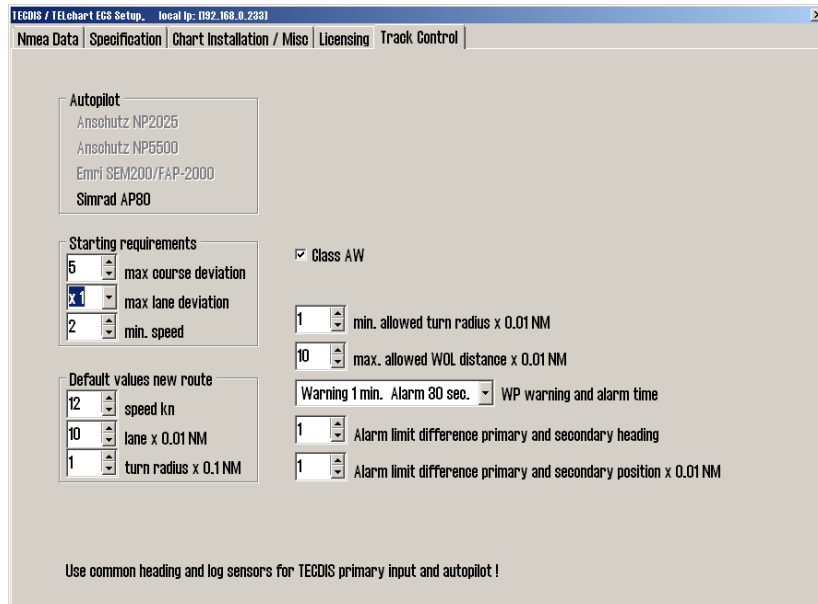 TECDIS / TELchart ECS Setup, local Ip: [192.168.0.233]
Nmea Data Specification Chart Installation / Misc Licensing Track Control
Autopilot
Anschutz NP2025
Anschutz NP5500
Emri SEM200/FAP-2000
Simrad AP80
Starting requirements
5 max course deviation
x 1 max lane deviation
2 min. speed
Default values new route
12 speed kn
10 lane x 0.01 NM
1 turn radius x 0.1 NM
Class AW
1 min. allowed turn radius x 0.01 NM
10 max. allowed WOL distance x 0.01 NM
Warning 1 min. Alarm 30 sec. WP warning and alarm time
1 Alarm limit difference primary and secondary heading
1 Alarm limit difference primary and secondary position x 0.01 NM
Use common heading and log sensors for TECDIS primary input and autopilot !